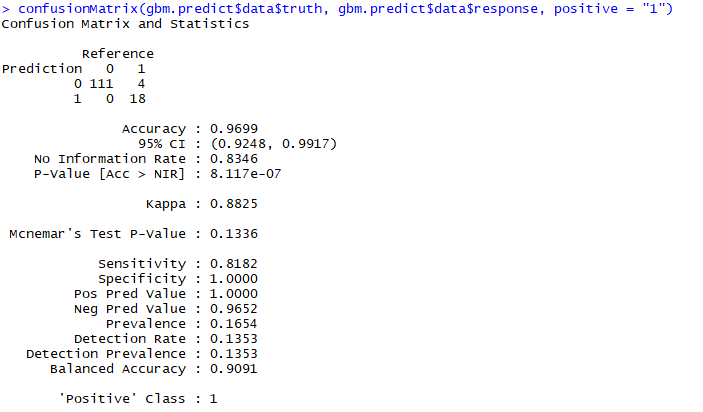 > confusionMatrix(gbm.predict$data$truth, gbm.predict$data$response, positive = "1")
Confusion Matrix and Statistics
Reference
Prediction 0 1
0 111 4
1 0 18
Accuracy : 0.9699
95% CI : (0.9248, 0.9917)
No Information Rate : 0.8346
P-Value [Acc > NIR] : 8.117e-07
Kappa : 0.8825
Mcnemar's Test P-Value : 0.1336
Sensitivity : 0.8182
Specificity : 1.0000
Pos Pred Value : 1.0000
Neg Pred Value : 0.9652
Prevalence : 0.1654
Detection Rate : 0.1353
Detection Prevalence : 0.1353
Balanced Accuracy : 0.9091
'Positive' Class : 1